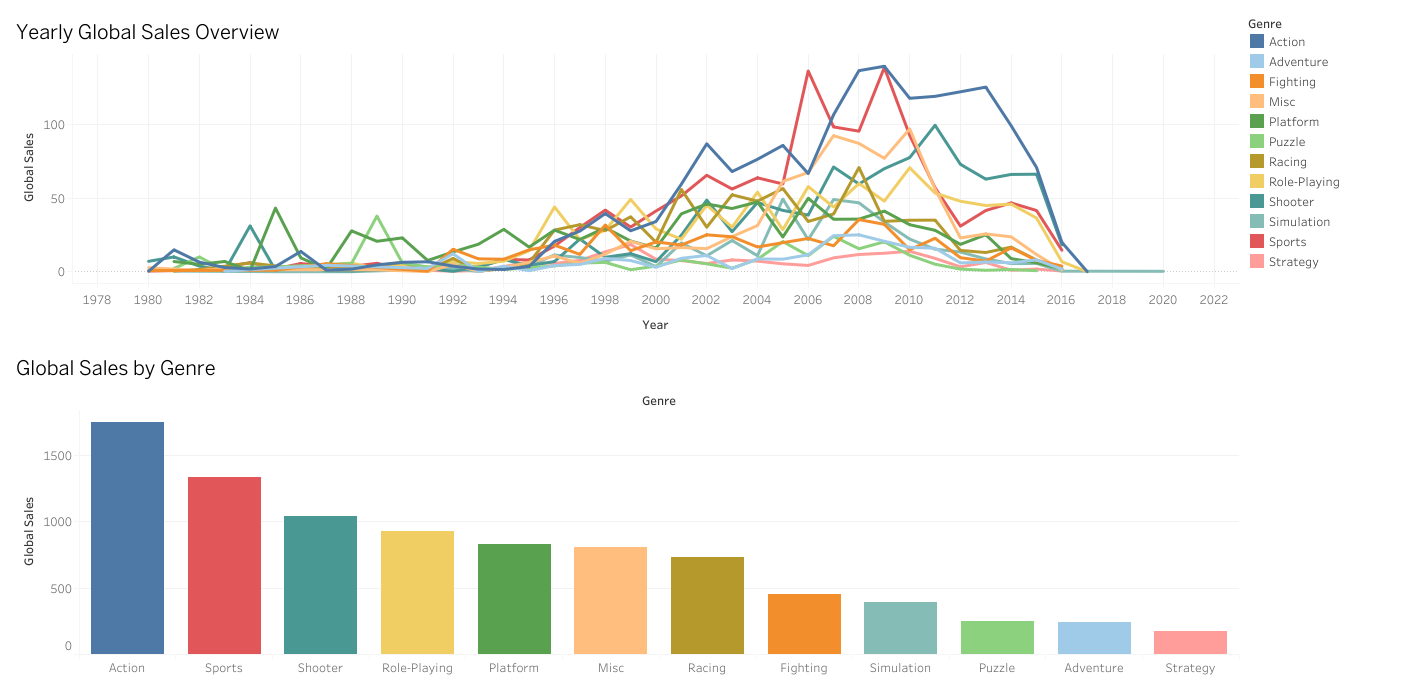 Yearly Global Sales Overview
Global Sales
100
50
0
1978 1980 1982 1984 1986 1988 1990 1992 1994 1996 1998 2000 2002 2004 2006 2008 2010 2012 2014 2016 2018 2020 2022
Year
Genre
Action
Adventure
Fighting
Misc
Platform
Puzzle
Racing
Role-Playing
Shooter
Simulation
Sports
Strategy
Global Sales by Genre
Genre
Global Sales
1500
1000
500
0
Action Sports Shooter Role-Playing Platform Misc Racing Fighting Simulation Puzzle Adventure Strategy